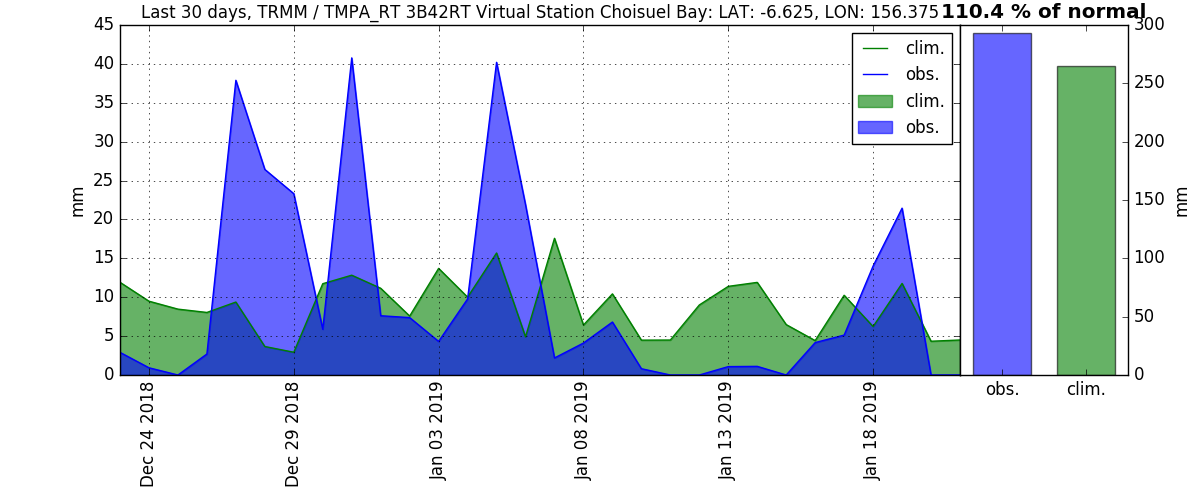 Last 30 days, TRMM / TMPA_RT 3B42RT Virtual Station Choisuel Bay: LAT: -6.625, LON: 156.375
110.4 % of normal
45
40
35
30
25
20
15
10
5
0
mm
clim.
obs.
clim.
obs.
Dec 24 2018
Dec 29 2018
Jan 03 2019
Jan 08 2019
Jan 13 2019
Jan 18 2019
300
250
200
150
100
50
0
mm
obs.
clim.